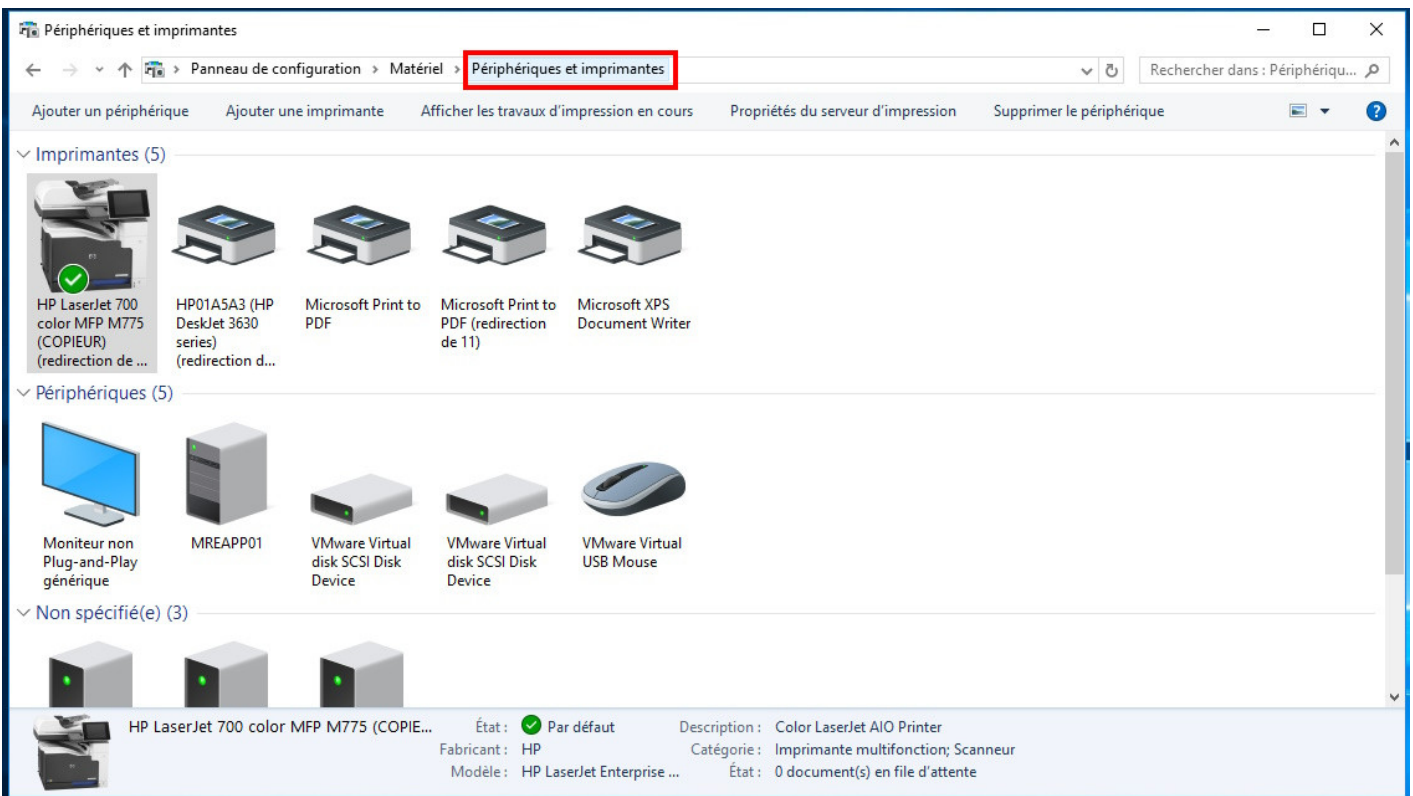 Périphériques et imprimantes
Panneau de configuration > Matériel > Périphériques et imprimantes
Rechercher dans : Périphériqu...
Ajouter un périphérique Ajouter une imprimante Afficher les travaux d'impression en cours Propriétés du serveur d'impression Supprimer le périphérique
Imprimantes (5)
HP LaserJet 700
color MFP M775
(COPIEUR)
(redirection de ...
HP01A5A3 (HP
DeskJet 3630
series)
(redirection d...
Microsoft Print to
PDF
Microsoft Print to
PDF (redirection
de 11)
Microsoft XPS
Document Writer
Périphériques (5)
Moniteur non
Plug-and-Play
générique
MREAPP01
VMware Virtual
disk SCSI Disk
Device
VMware Virtual
disk SCSI Disk
Device
VMware Virtual
USB Mouse
Non spécifié(e) (3)
HP LaserJet 700 color MFP M775 (COPIE...
État : Par défaut
Fabricant : HP
Modèle : HP LaserJet Enterprise ...
Description : Color LaserJet AIO Printer
Catégorie : Imprimante multifonction; Scanneur
État : 0 document(s) en file d'attente